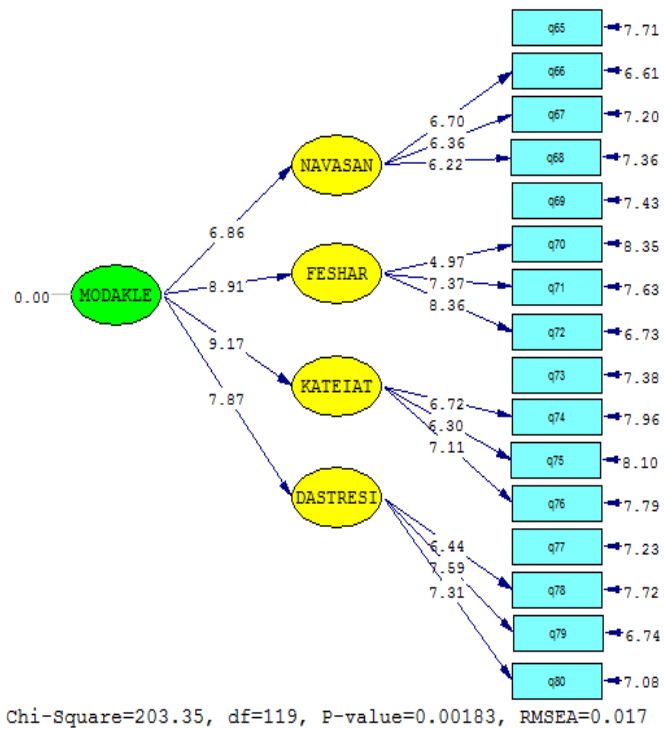 q65 7.71
q66 6.61
6.70
q67 7.20
6.36
NAVASAN 6.22 q68 7.36
q69 7.43
6.86
4.97 q70 8.35
FESHAR 7.37 q71 7.63
8.91
0.00 MODAKLE
8.36 q72 6.73
9.17
q73 7.38
KATEIAT
7.87 6.72 q74 7.96
6.30
q75 8.10
7.11
DASTRESI q76 7.79
6.44 q77 7.23
7.59
7.31 q78 7.72
q79 6.74
q80 7.08
Chi-Square=203.35, df=119, P-value=0.00183, RMSEA=0.017